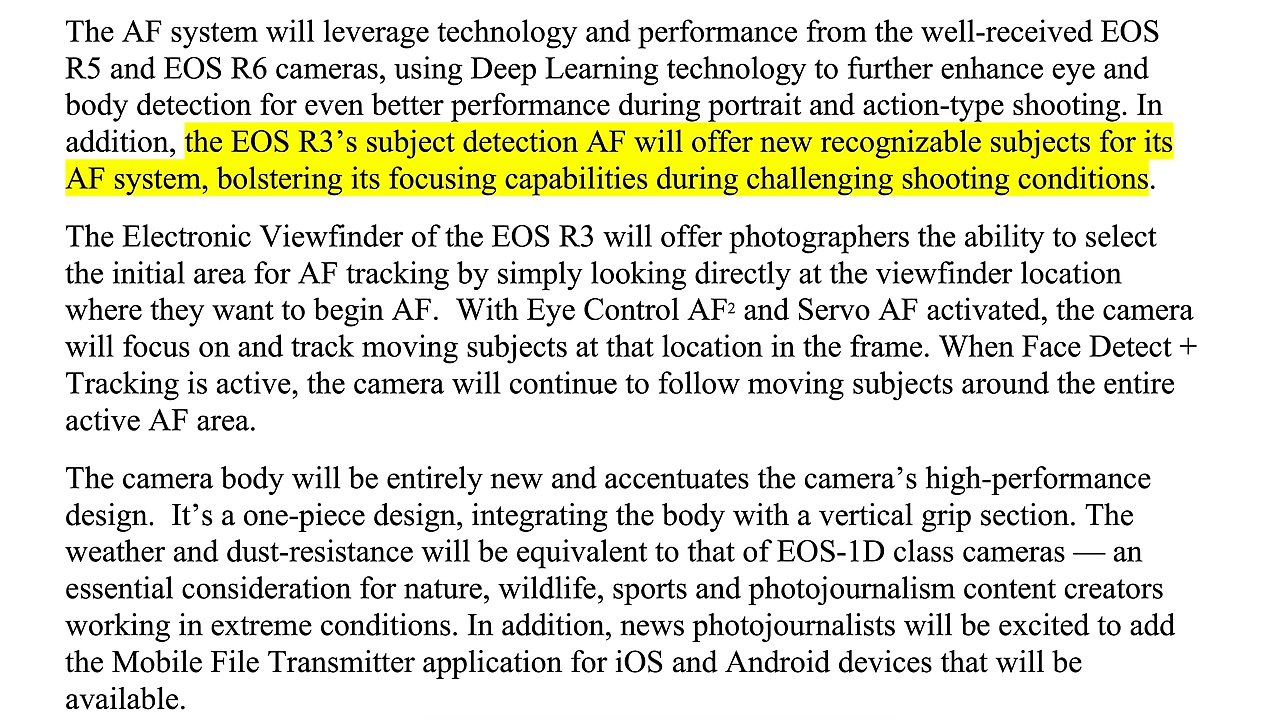 The AF system will leverage technology and performance from the well-received EOS
R5 and EOS R6 cameras, using Deep Learning technology to further enhance eye and
body detection for even better performance during portrait and action-type shooting. In
addition, the EOS R3’s subject detection AF will offer new recognizable subjects for its
AF system, bolstering its focusing capabilities during challenging shooting conditions.
The Electronic Viewfinder of the EOS R3 will offer photographers the ability to select
the initial area for AF tracking by simply looking directly at the viewfinder location
where they want to begin AF.  With Eye Control AF² and Servo AF activated, the camera
will focus on and track moving subjects at that location in the frame. When Face Detect +
Tracking is active, the camera will continue to follow moving subjects around the entire
active AF area.
The camera body will be entirely new and accentuates the camera’s high-performance
design.  It’s a one-piece design, integrating the body with a vertical grip section. The
weather and dust-resistance will be equivalent to that of EOS-1D class cameras — an
essential consideration for nature, wildlife, sports and photojournalism content creators
working in extreme conditions. In addition, news photojournalists will be excited to add
the Mobile File Transmitter application for iOS and Android devices that will be
available.